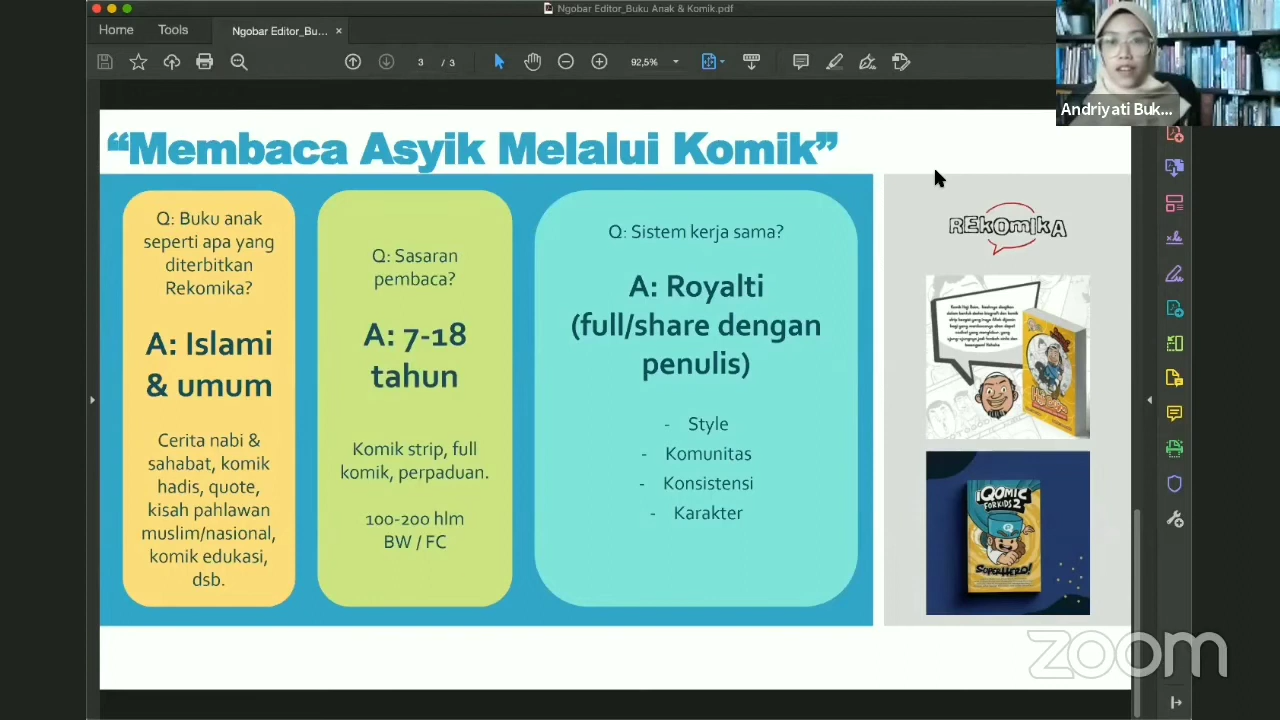 Ngobar Editor_Buku Anak & Komik.pdf
Home
Tools
Ngobar Editor_Bu... ×
3 / 3
92,5%
Andriyati Buk...
“Membaca Asyik Melalui Komik”
Q: Buku anak
seperti apa yang
diterbitkan
Rekomika?
A: Islami
& umum
Cerita nabi &
sahabat, komik
hadis, quote,
kisah pahlawan
muslim/nasional,
komik edukasi,
dsb.
Q: Sasaran
pembaca?
A: 7-18
tahun
Komik strip, full
komik, perpaduan.
100-200 hlm
BW / FC
Q: Sistem kerja sama?
A: Royalti
(full/share dengan
penulis)
- Style
- Komunitas
- Konsistensi
- Karakter
REKOMIKA
IQOMIC
FOR KIDS 2
SUPERHERO!
zoom